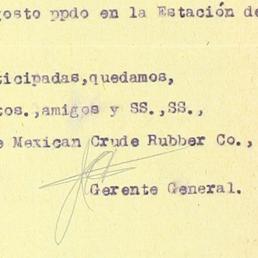 gosto ppdo en la Estación de
ticipadas,quedamos,
tos.,amigos y SS.,SS.,
e Mexican Crude Rubber Co.,
Gerente General.